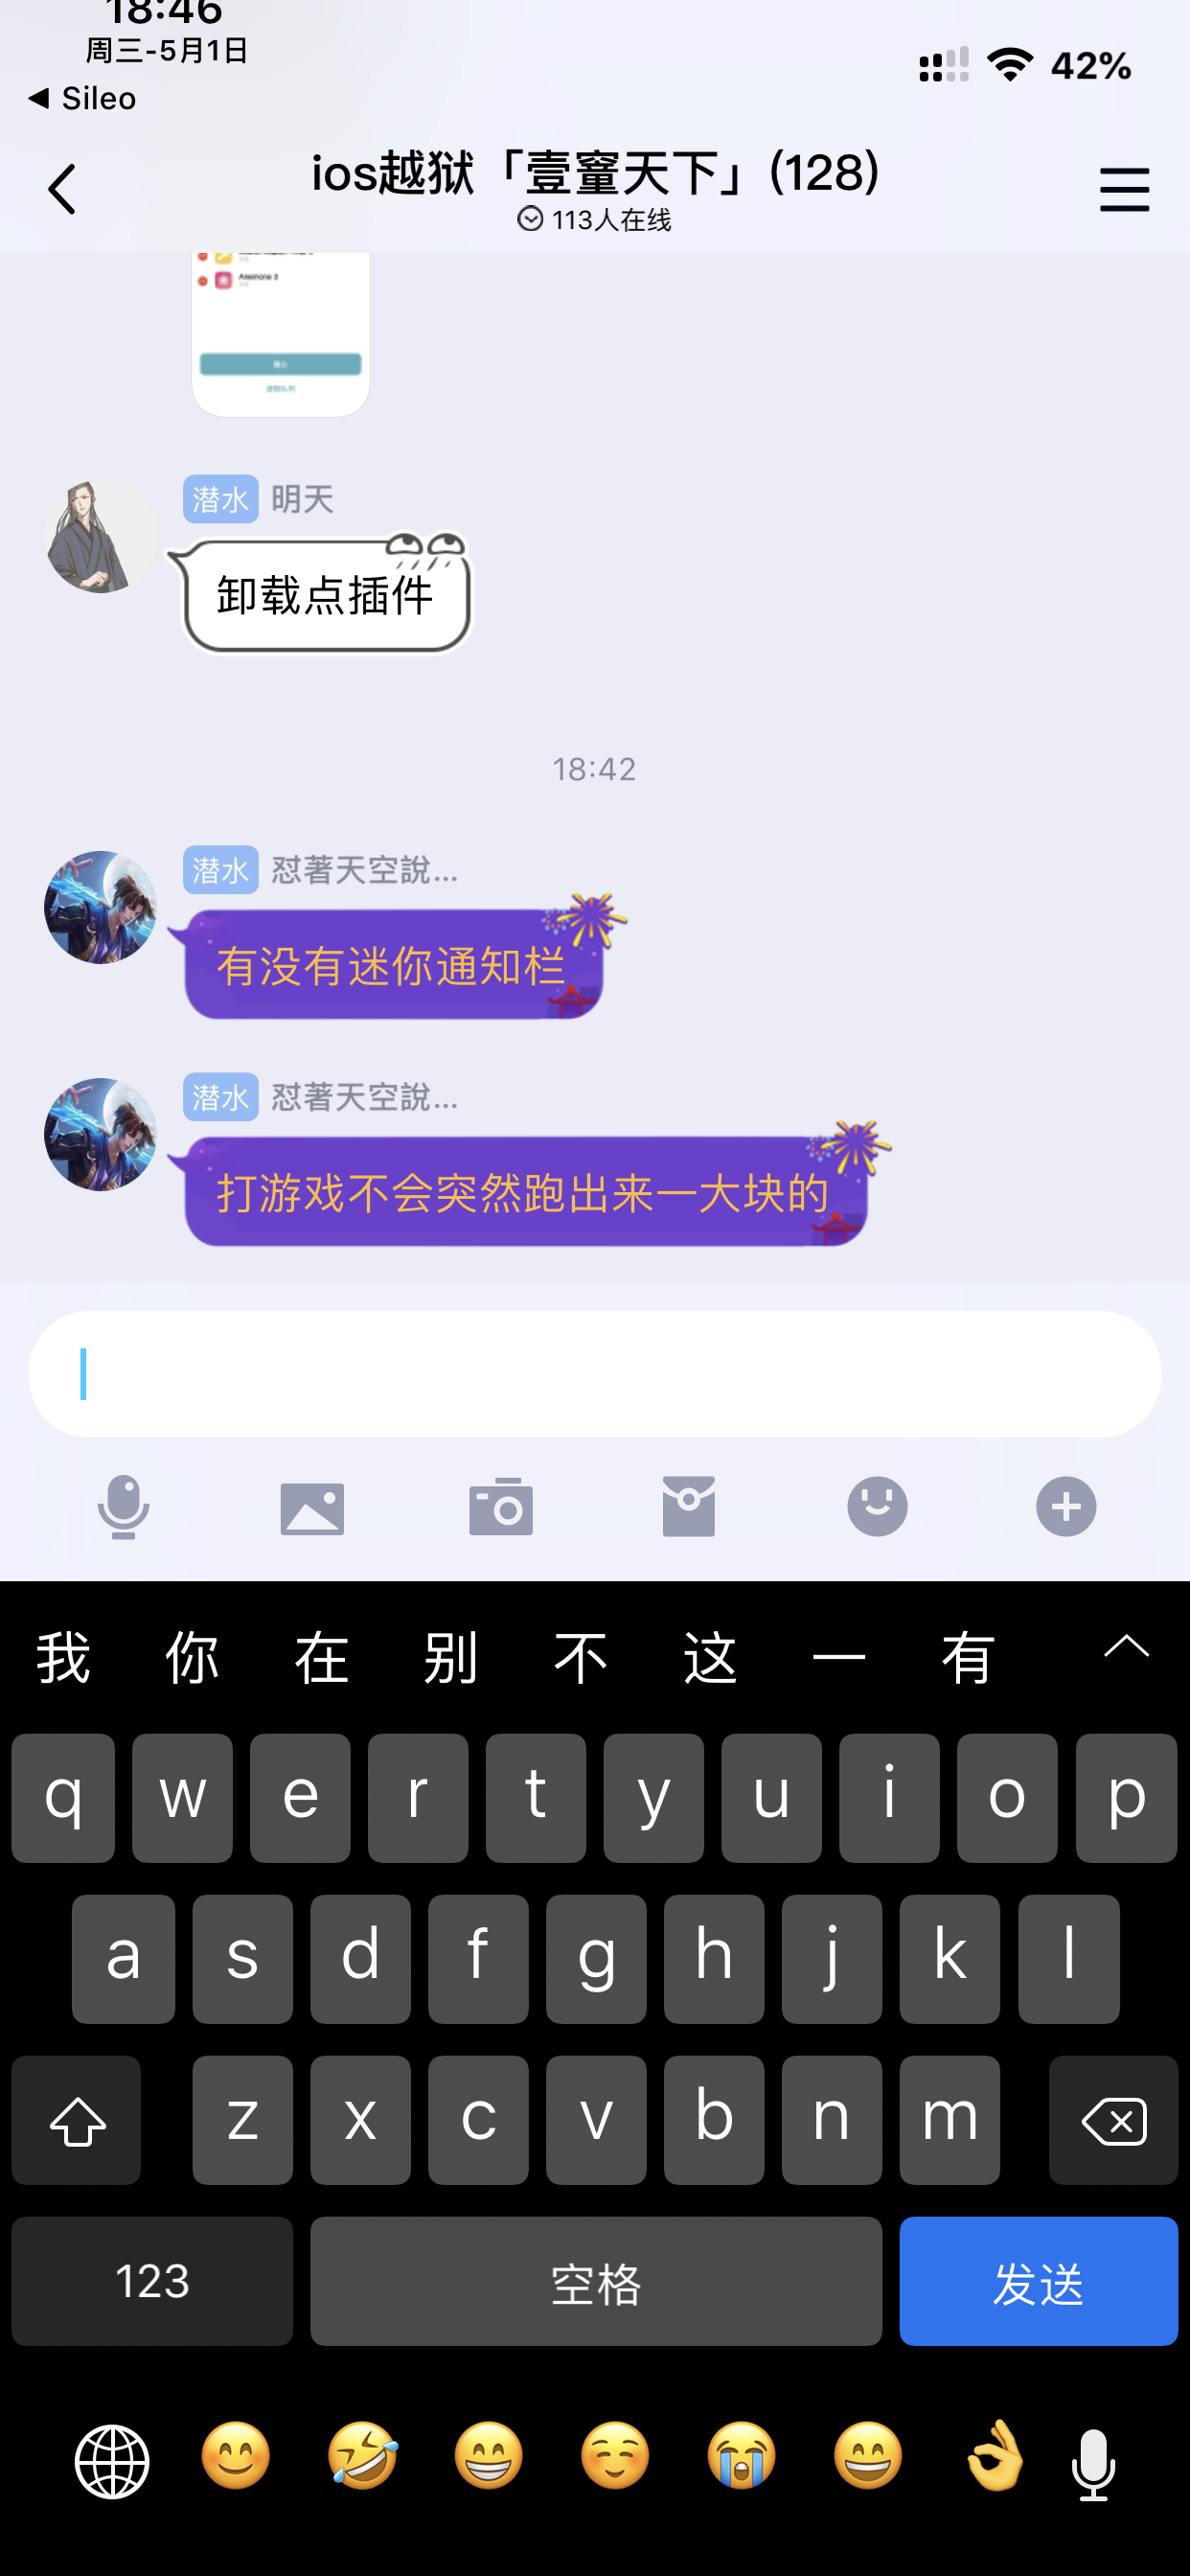 18:46
周三-5月1日
42%
◀ Sileo
ios越狱「壹窰天下」(128)
113人在线
Anemone 3
潜水 明天
卸载点插件
18:42
潜水 怼著天空說...
有没有迷你通知栏
潜水 怼著天空說...
打游戏不会突然跑出来一大块的
我 你 在 别 不 这 一 有
q w e r t y u i o p
a s d f g h j k l
z x c v b n m
123 空格 发送